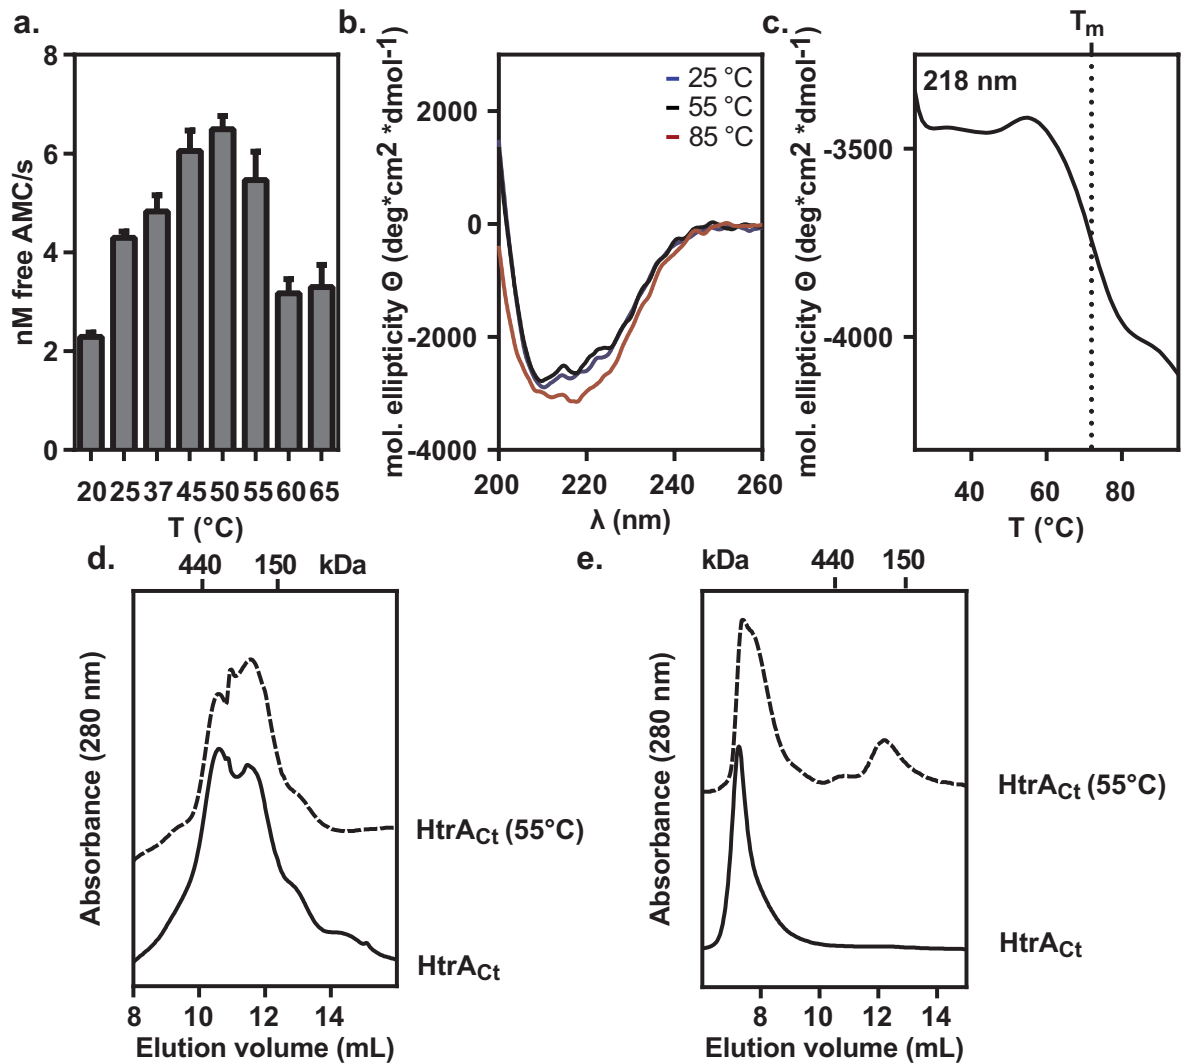 a.
8
6
4
2
0
nM free AMC/s
20 25 37 45 50 55 60 65
T (°C)
b.
mol. ellipticity Θ (deg*cm2 *dmol-1)
2000
0
-2000
-4000
25 °C
55 °C
85 °C
200 220 240 260
λ (nm)
c.
Tm
218 nm
mol. ellipticity Θ (deg*cm2 *dmol-1)
-3500
-4000
40 60 80
T (°C)
d.
440 150 kDa
Absorbance (280 nm)
HtrACt (55°C)
HtrACt
8 10 12 14
Elution volume (mL)
e.
kDa 440 150
Absorbance (280 nm)
HtrACt (55°C)
HtrACt
8 10 12 14
Elution volume (mL)